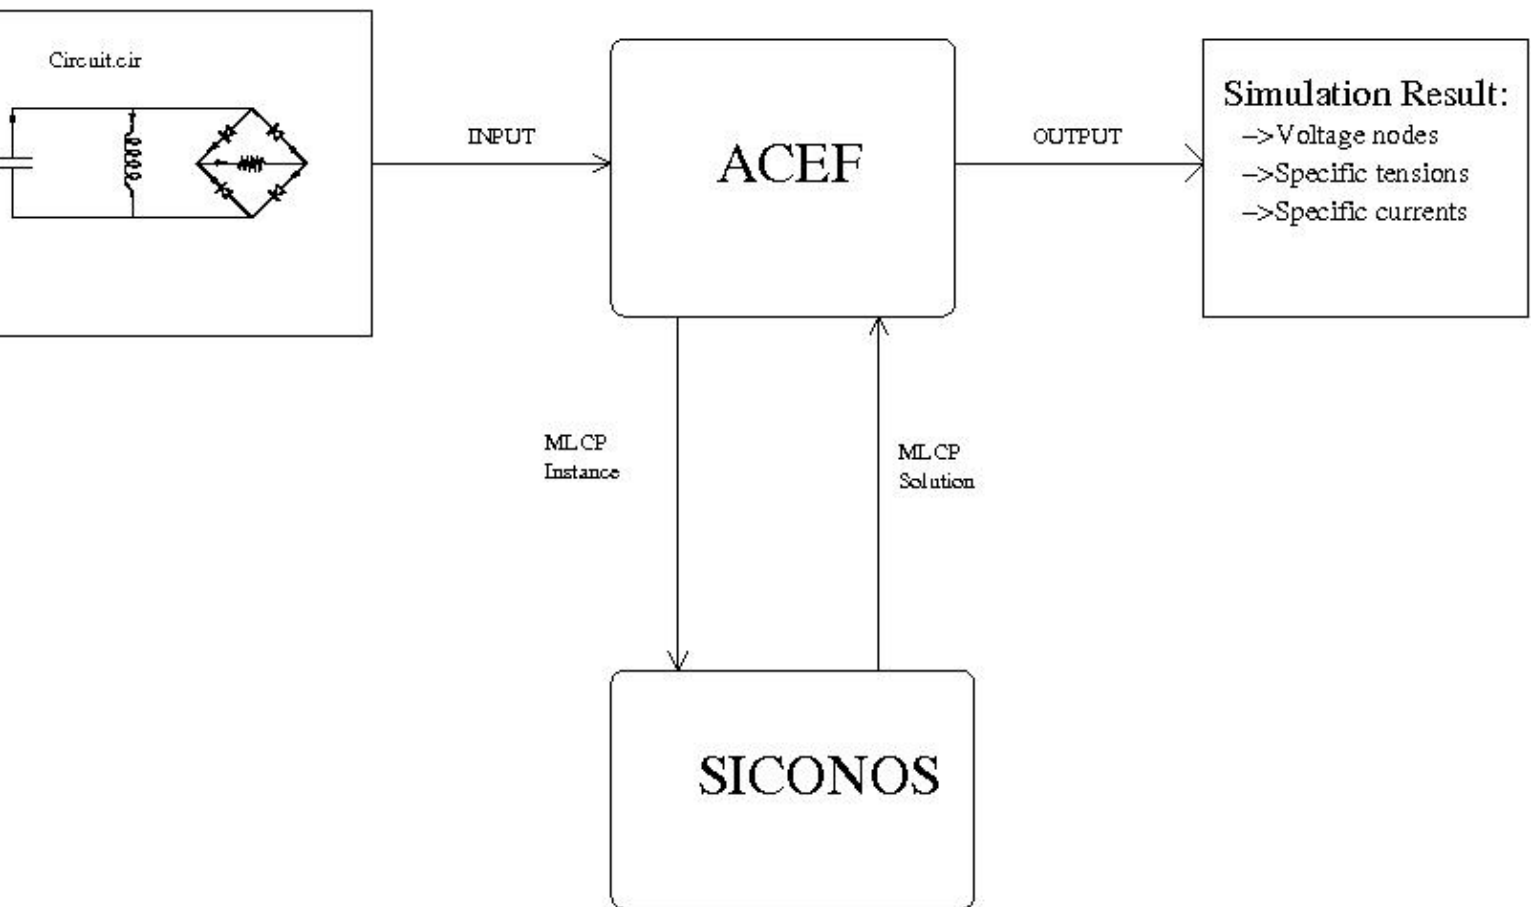 Circuit.cir
INPUT
ACEF
OUTPUT
Simulation Result:
–>Voltage nodes
–>Specific tensions
–>Specific currents
MLCP
Instance
MLCP
Solution
SICONOS